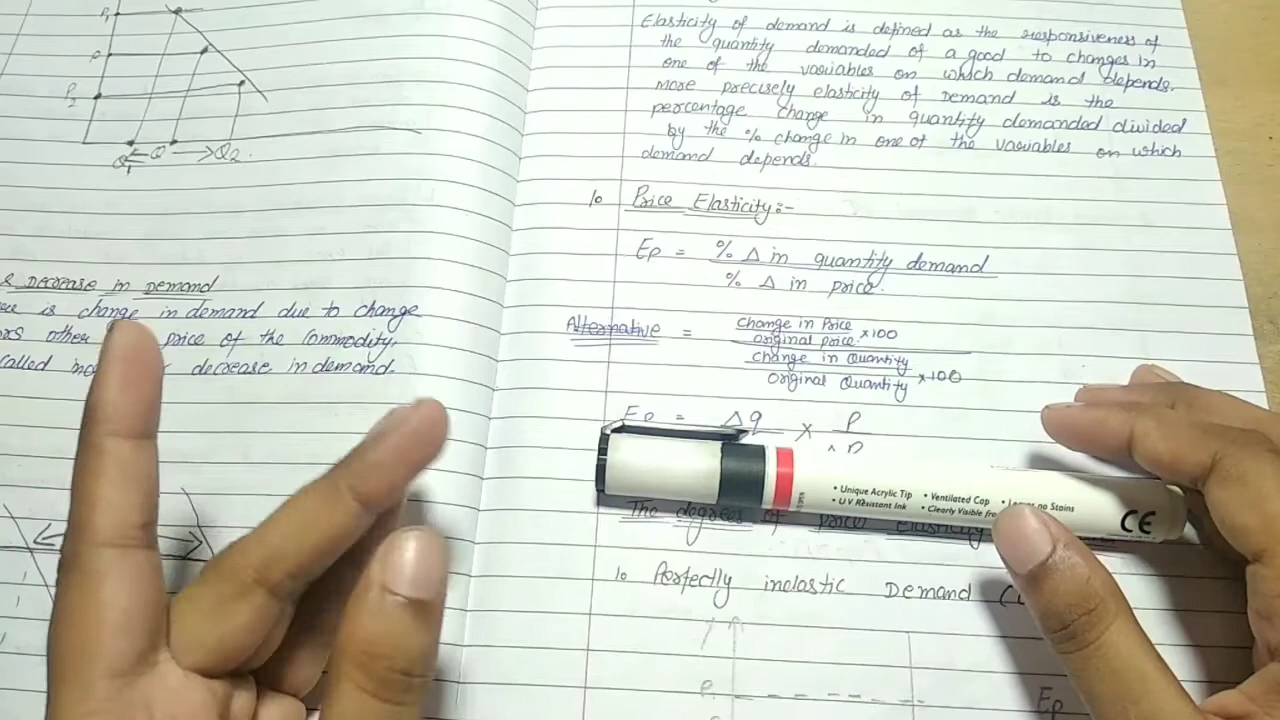 P1
P
P2
Q1 Q Q2
& Decrease in Demand
is change in demand due to change
other price of the Commodity.
called decrease in demand.
Elasticity of demand is defined as the responsiveness of
the quantity demanded of a good to changes in
one of the variables on which demand depends.
more precisely elasticity of Demand is the
percentage change in quantity demanded divided
by the % change in one of the variables on which
demand depends.
1. Price Elasticity:-
Ep = % Δ in quantity demand
% Δ in price.
Alternative = Change in Price
original price × 100
change in Quantity
original Quantity × 100
Ep = Δq × P
• Unique Acrylic Tip • Ventilated Cap no Stains
• UV Resistent Ink • Clearly Visible
CE
The degrees of price
1. Perfectly inelastic Demand
Y
P
Ep